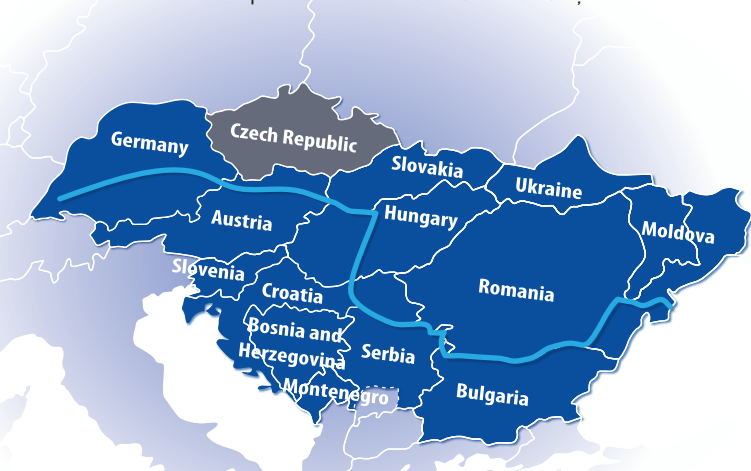 Czech Republic
Germany
Slovakia
Ukraine
Hungary
Austria
Moldova
Slovenia
Croatia
Romania
Bosnia and
Herzegovina
Serbia
Montenegro
Bulgaria